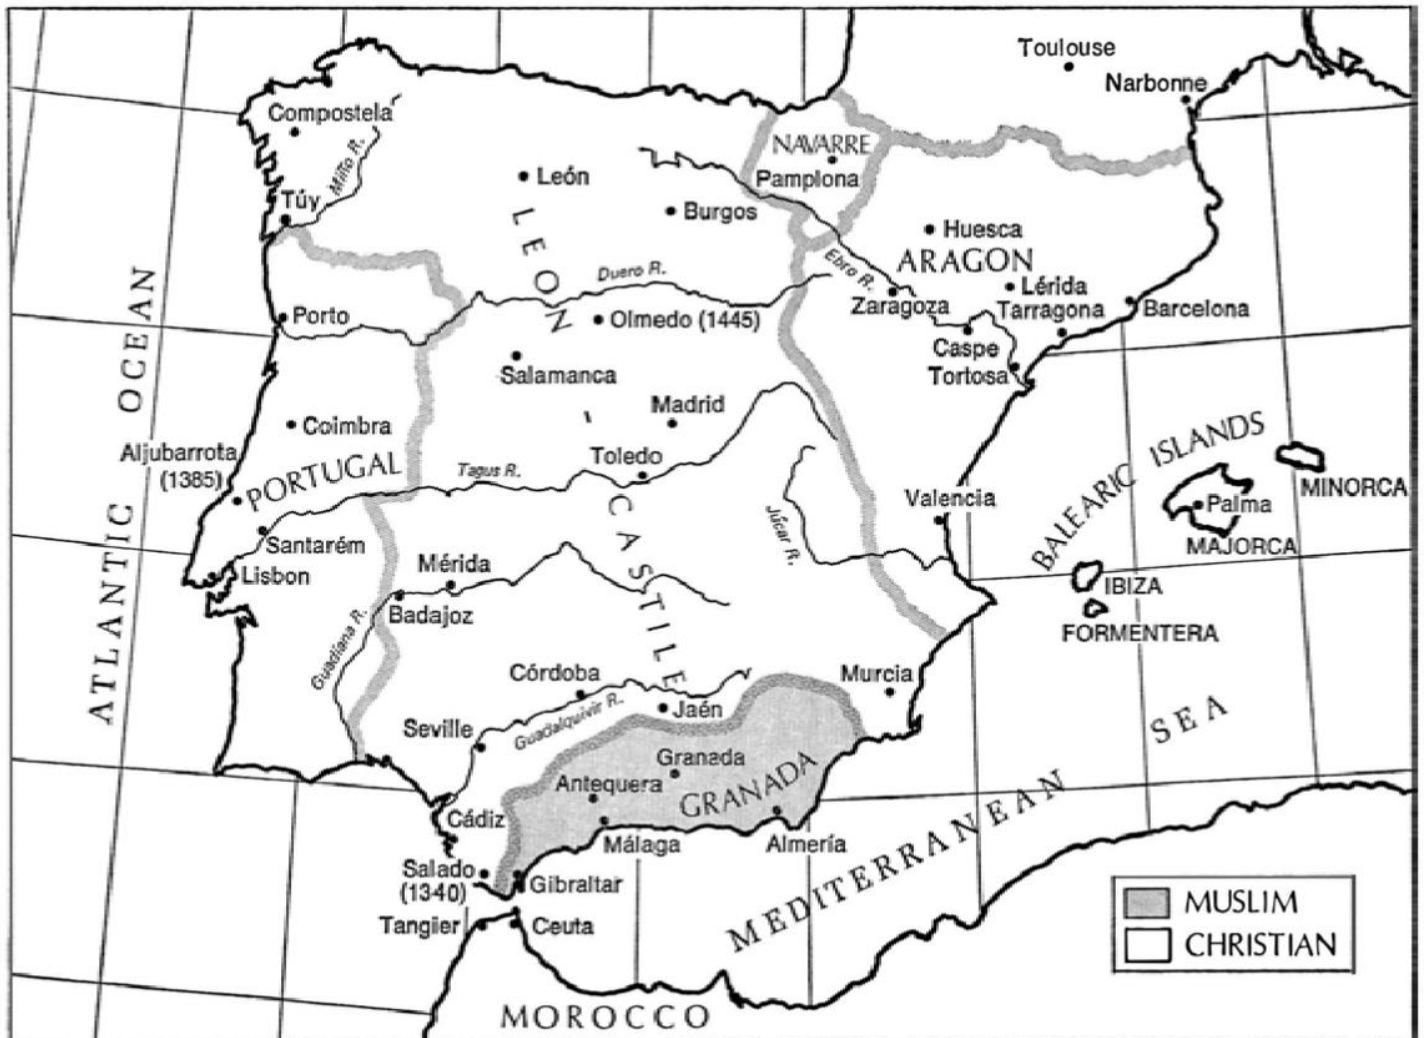 Toulouse
Narbonne
Compostela
Miño R.
NAVARRE
Pamplona
León
Túy
Burgos
Huesca
LEON - CASTILE
ARAGON
Duero R.
Ebro R.
Lérida
Zaragoza
Tarragona
Barcelona
Porto
Olmedo (1445)
Caspe
Tortosa
Salamanca
Madrid
Coimbra
Aljubarrota
(1385)
PORTUGAL
Tagus R.
Toledo
Valencia
BALEARIC ISLANDS
MINORCA
Palma
MAJORCA
Júcar R.
Santarém
Lisbon
Mérida
Badajoz
IBIZA
FORMENTERA
ATLANTIC OCEAN
Guadiana R.
Córdoba
Murcia
Jaén
Seville
Guadalquivir R.
Granada
Antequera
GRANADA
Cádiz
Málaga
Almería
MEDITERRANEAN SEA
Salado
(1340)
Gibraltar
Tangier
Ceuta
MOROCCO
MUSLIM
CHRISTIAN